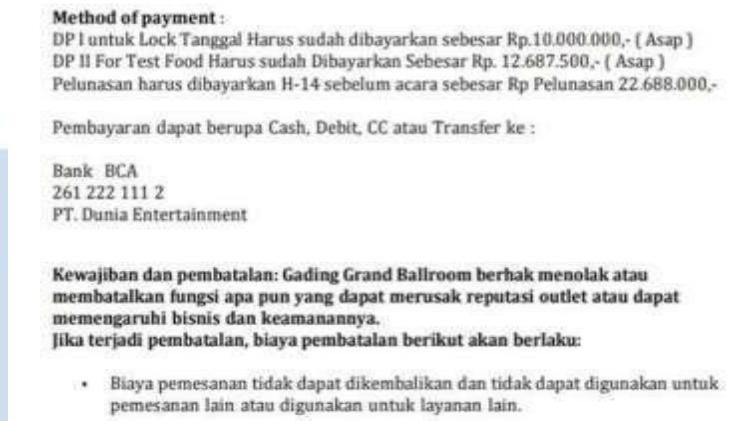 Method of payment :
DP I untuk Lock Tanggal Harus sudah dibayarkan sebesar Rp.10.000.000,- ( Asap )
DP II For Test Food Harus sudah Dibayarkan Sebesar Rp. 12.687.500,- ( Asap )
Pelunasan harus dibayarkan H-14 sebelum acara sebesar Rp Pelunasan 22.688.000,-
Pembayaran dapat berupa Cash, Debit, CC atau Transfer ke :
Bank BCA
261 222 111 2
PT. Dunia Entertainment
Kewajiban dan pembatalan: Gading Grand Ballroom berhak menolak atau
membatalkan fungsi apa pun yang dapat merusak reputasi outlet atau dapat
memengaruhi bisnis dan keamanannya.
Jika terjadi pembatalan, biaya pembatalan berikut akan berlaku:
• Biaya pemesanan tidak dapat dikembalikan dan tidak dapat digunakan untuk
pemesanan lain atau digunakan untuk layanan lain.